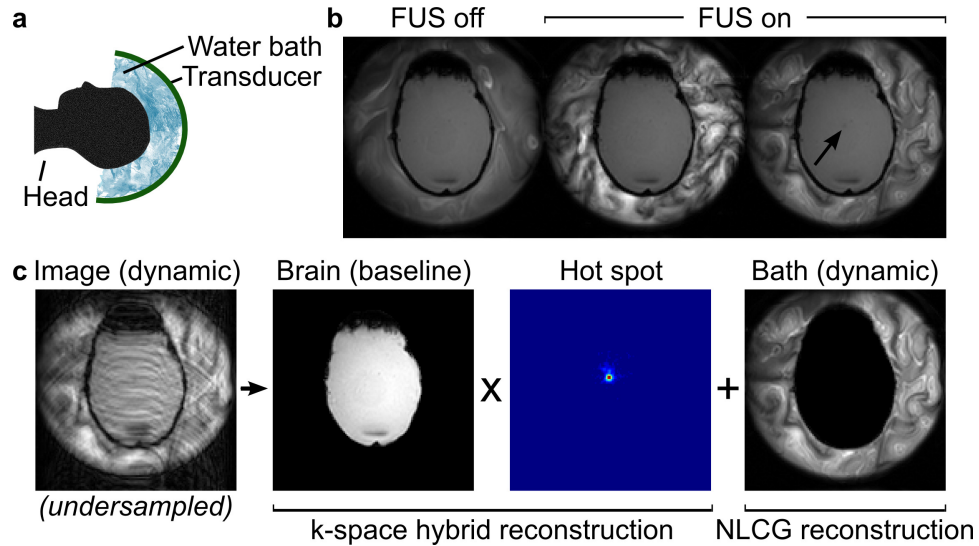 a
Water bath
Transducer
Head
b
FUS off
FUS on
c Image (dynamic)
Brain (baseline)
Hot spot
Bath (dynamic)
x
+
(undersampled)
k-space hybrid reconstruction
NLCG reconstruction